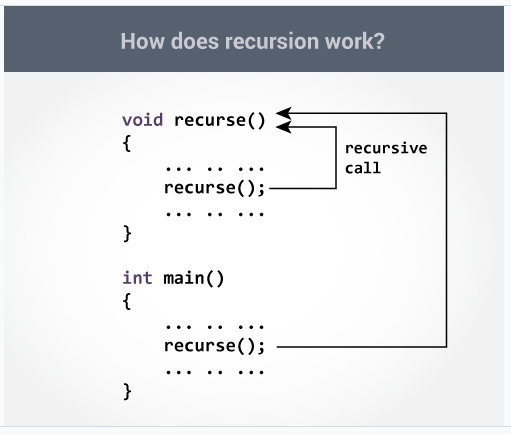 How does recursion work?
void recurse()
{
... .. ...
recurse();
... .. ...
}
recursive
call
int main()
{
... .. ...
recurse();
... .. ...
}